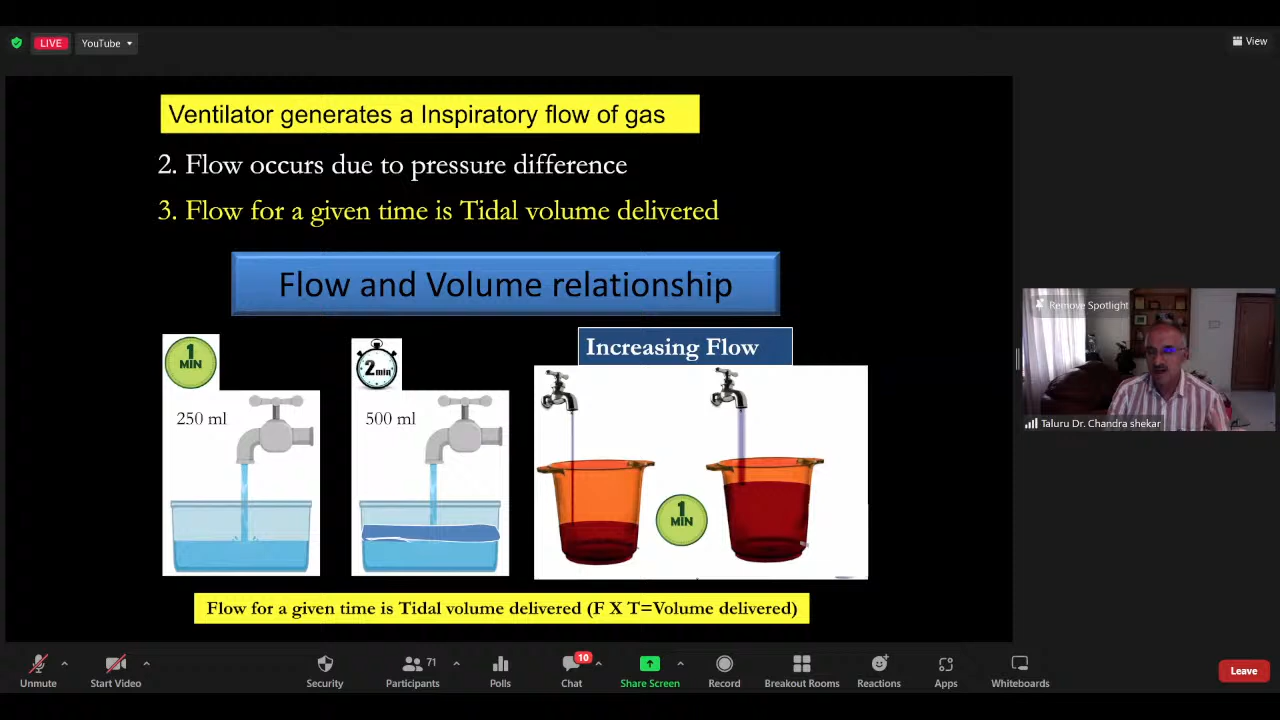 LIVE
YouTube
View
Ventilator generates a Inspiratory flow of gas
2. Flow occurs due to pressure difference
3. Flow for a given time is Tidal volume delivered
Flow and Volume relationship
1 MIN
250 ml
2 min
500 ml
Increasing Flow
1 MIN
Flow for a given time is Tidal volume delivered (F X T=Volume delivered)
Remove Spotlight
Taluru Dr. Chandra shekar
Unmute
Start Video
Security
Participants
71
Polls
Chat
10
Share Screen
Record
Breakout Rooms
Reactions
Apps
Whiteboards
Leave